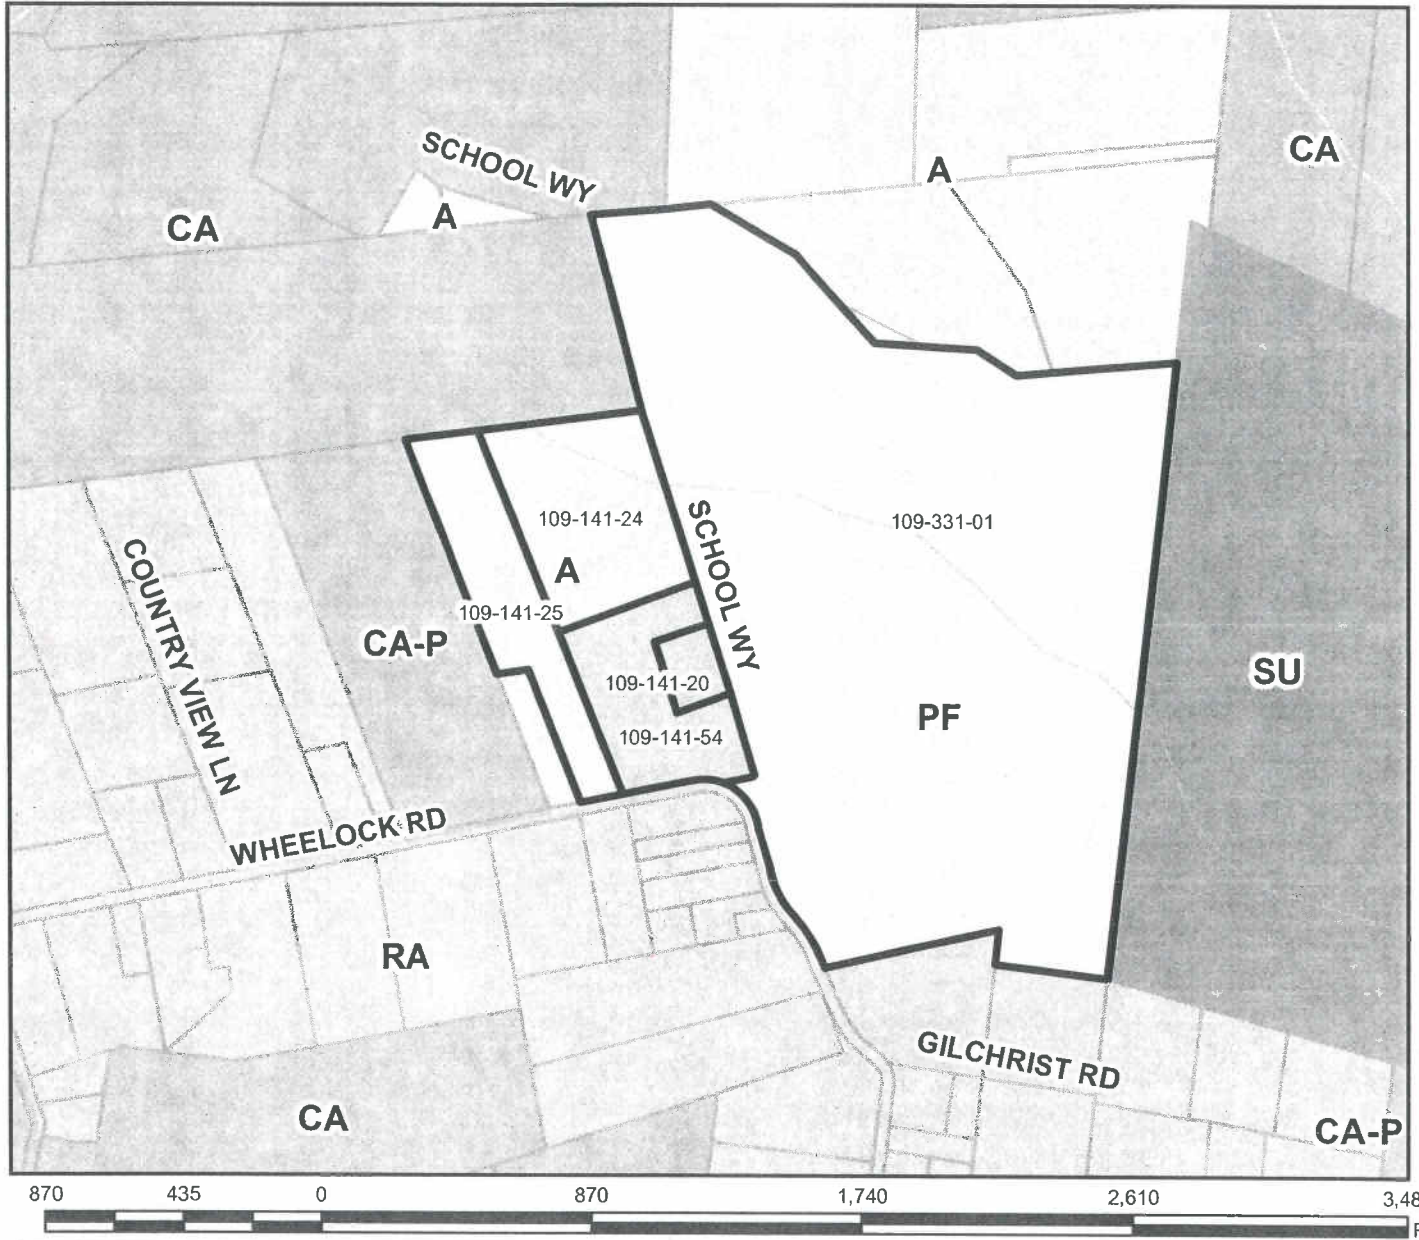 SCHOOL WY
CA
A
A
CA
109-141-24
109-331-01
SCHOOL WY
A
109-141-25
COUNTRY VIEW LN
CA-P
109-141-20
SU
109-141-54
PF
WHEELOCK RD
RA
GILCHRIST RD
CA
CA-P
870 435 0 870 1,740 2,610 3,48
F